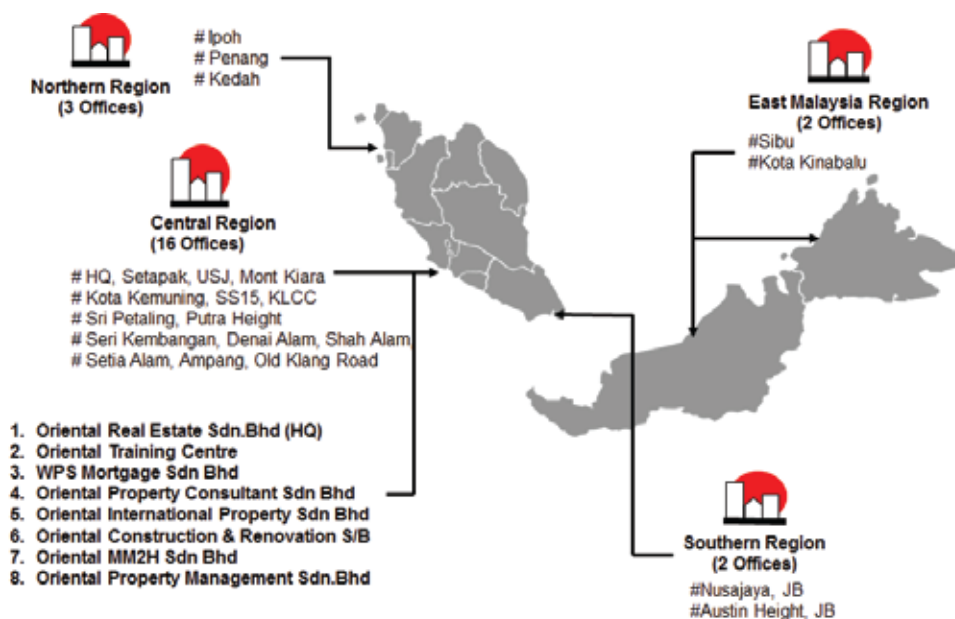 # Ipoh
# Penang
# Kedah
Northern Region
(3 Offices)
East Malaysia Region
(2 Offices)
#Sibu
#Kota Kinabalu
Central Region
(16 Offices)
# HQ, Setapak, USJ, Mont Kiara
# Kota Kemuning, SS15, KLCC
# Sri Petaling, Putra Height
# Seri Kembangan, Denai Alam, Shah Alam,
# Setia Alam, Ampang, Old Klang Road
1. Oriental Real Estate Sdn.Bhd (HQ)
2. Oriental Training Centre
3. WPS Mortgage Sdn Bhd
4. Oriental Property Consultant Sdn Bhd
5. Oriental International Property Sdn Bhd
6. Oriental Construction & Renovation S/B
7. Oriental MM2H Sdn Bhd
8. Oriental Property Management Sdn.Bhd
Southern Region
(2 Offices)
#Nusajaya, JB
#Austin Height, JB